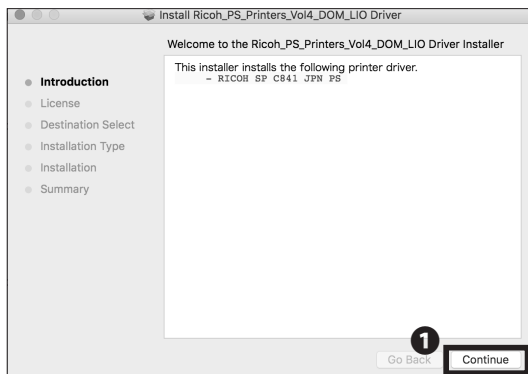 Install Ricoh_PS_Printers_Vol4_DOM_LIO Driver
Welcome to the Ricoh_PS_Printers_Vol4_DOM_LIO Driver Installer
Introduction
License
Destination Select
Installation Type
Installation
Summary
This installer installs the following printer driver.
- RICOH SP C841 JPN PS
1
Go Back
Continue